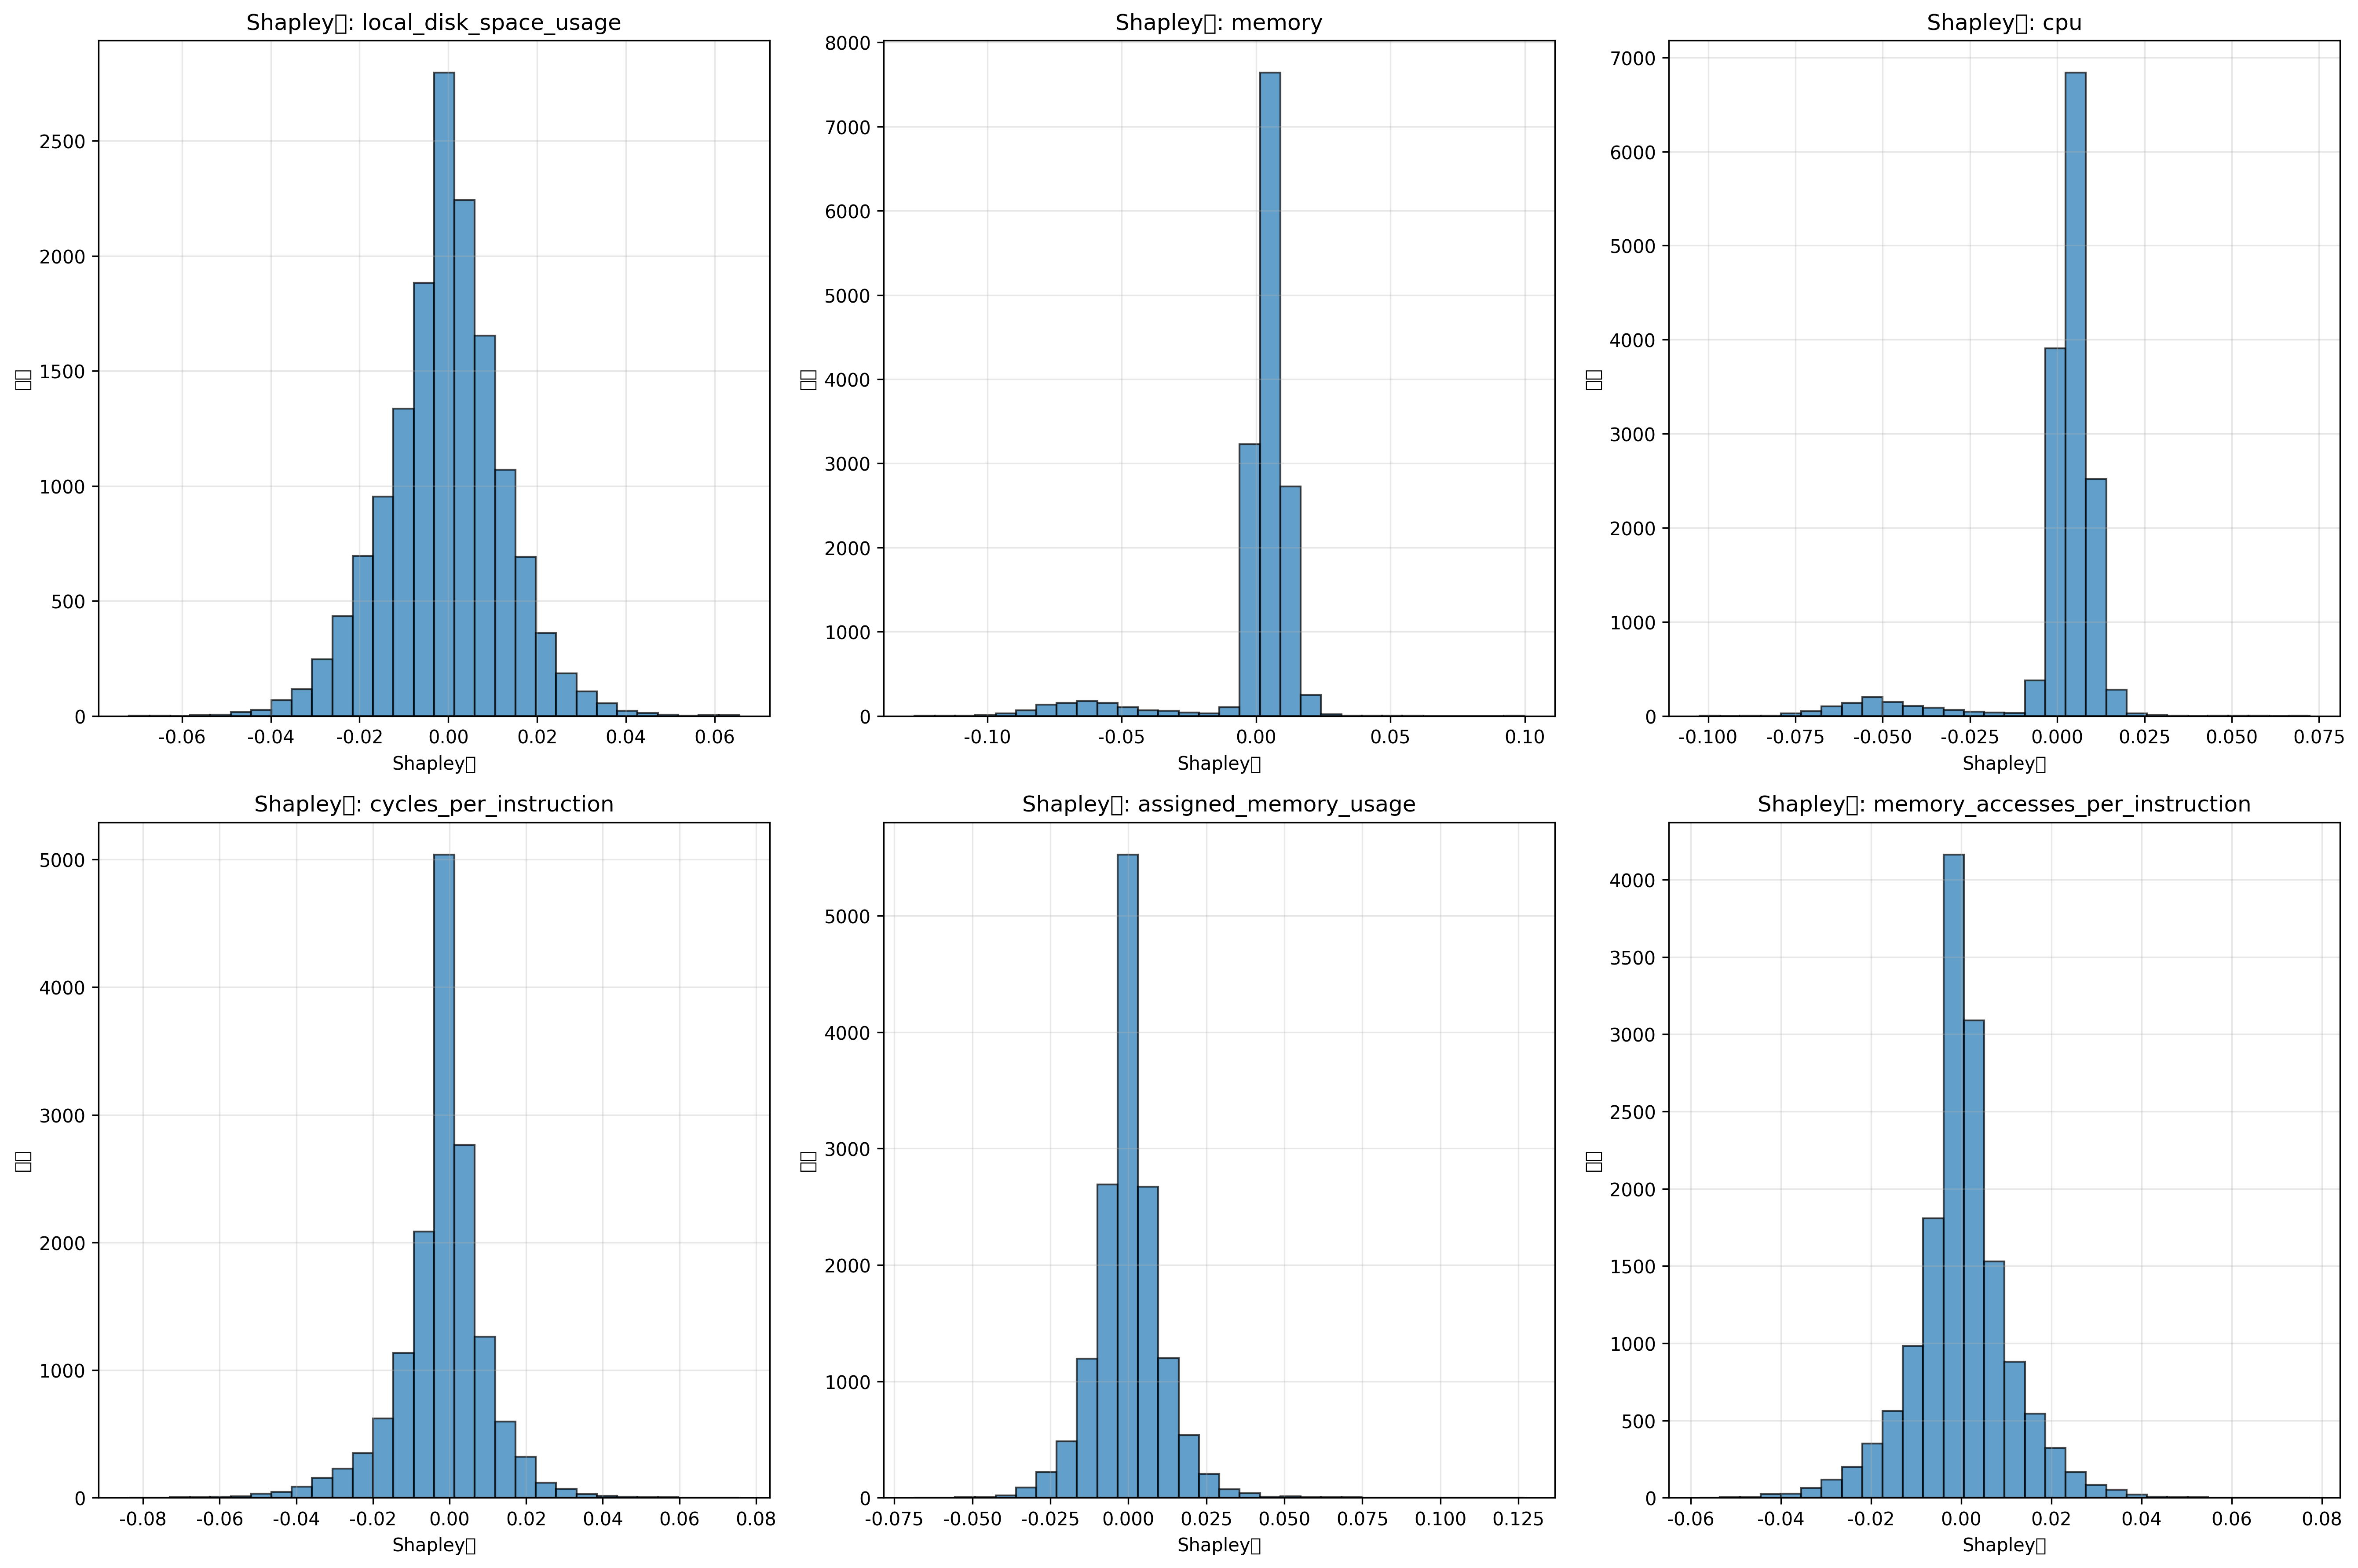 Shapley▯: local_disk_space_usage
2500
2000
1500
1000
500
0
-0.06 -0.04 -0.02 0.00 0.02 0.04 0.06
▯▯
Shapley▯
Shapley▯: memory
8000
7000
6000
5000
4000
3000
2000
1000
0
-0.10 -0.05 0.00 0.05 0.10
▯▯
Shapley▯
Shapley▯: cpu
7000
6000
5000
4000
3000
2000
1000
0
-0.100 -0.075 -0.050 -0.025 0.000 0.025 0.050 0.075
▯▯
Shapley▯
Shapley▯: cycles_per_instruction
5000
4000
3000
2000
1000
0
-0.08 -0.06 -0.04 -0.02 0.00 0.02 0.04 0.06 0.08
▯▯
Shapley▯
Shapley▯: assigned_memory_usage
5000
4000
3000
2000
1000
0
-0.075 -0.050 -0.025 0.000 0.025 0.050 0.075 0.100 0.125
▯▯
Shapley▯
Shapley▯: memory_accesses_per_instruction
4000
3500
3000
2500
2000
1500
1000
500
0
-0.06 -0.04 -0.02 0.00 0.02 0.04 0.06 0.08
▯▯
Shapley▯